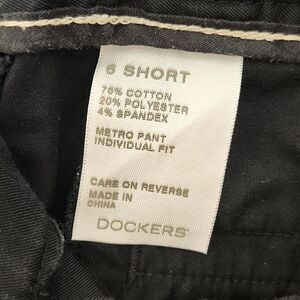 6 SHORT
76% COTTON
20% POLYESTER
4% SPANDEX
METRO PANT
INDIVIDUAL FIT
CARE ON REVERSE
MADE IN
CHINA
DOCKERS®